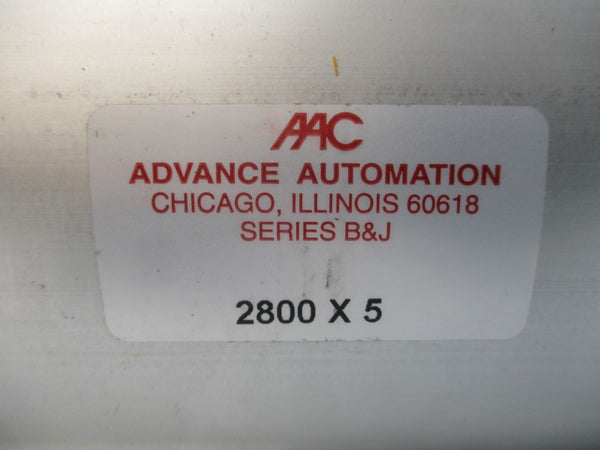 AAC
ADVANCE AUTOMATION
CHICAGO, ILLINOIS 60618
SERIES B&J
2800 X 5